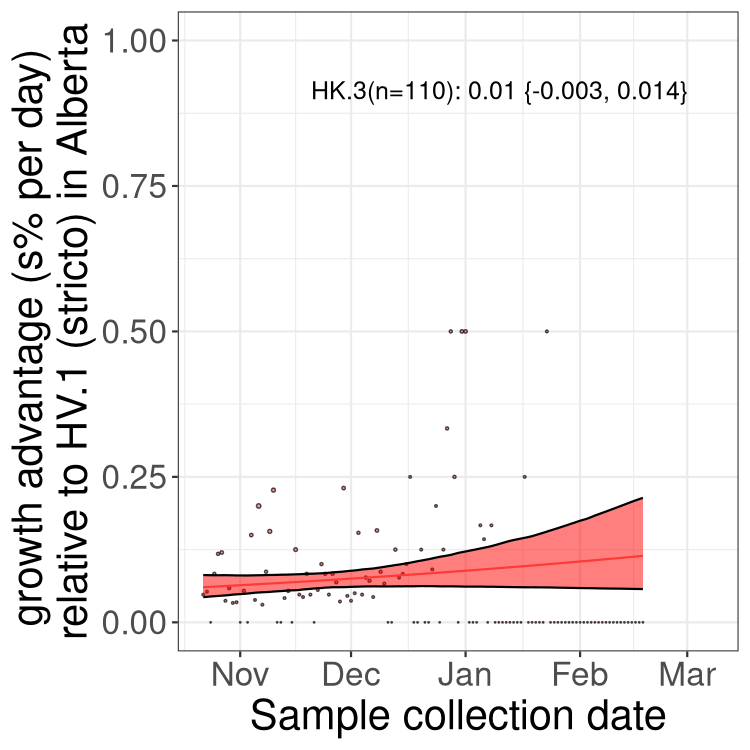 growth advantage (s% per day)
relative to HV.1 (stricto) in Alberta
1.00
0.75
0.50
0.25
0.00
HK.3(n=110): 0.01 {-0.003, 0.014}
Nov Dec Jan Feb Mar
Sample collection date